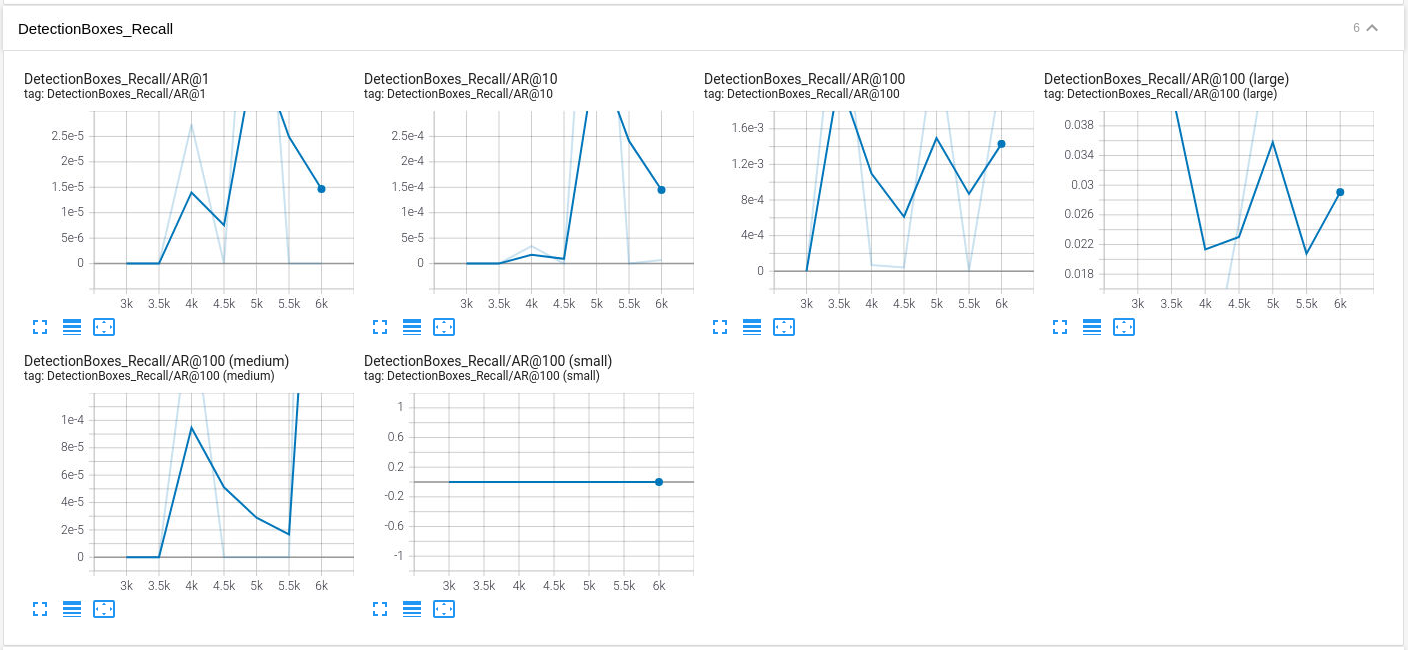 DetectionBoxes_Recall
6
DetectionBoxes_Recall/AR@1
tag: DetectionBoxes_Recall/AR@1
2.5e-5
2e-5
1.5e-5
1e-5
5e-6
0
3k 3.5k 4k 4.5k 5k 5.5k 6k
DetectionBoxes_Recall/AR@10
tag: DetectionBoxes_Recall/AR@10
2.5e-4
2e-4
1.5e-4
1e-4
5e-5
0
3k 3.5k 4k 4.5k 5k 5.5k 6k
DetectionBoxes_Recall/AR@100
tag: DetectionBoxes_Recall/AR@100
1.6e-3
1.2e-3
8e-4
4e-4
0
3k 3.5k 4k 4.5k 5k 5.5k 6k
DetectionBoxes_Recall/AR@100 (large)
tag: DetectionBoxes_Recall/AR@100 (large)
0.038
0.034
0.03
0.026
0.022
0.018
3k 3.5k 4k 4.5k 5k 5.5k 6k
DetectionBoxes_Recall/AR@100 (medium)
tag: DetectionBoxes_Recall/AR@100 (medium)
1e-4
8e-5
6e-5
4e-5
2e-5
0
3k 3.5k 4k 4.5k 5k 5.5k 6k
DetectionBoxes_Recall/AR@100 (small)
tag: DetectionBoxes_Recall/AR@100 (small)
1
0.6
0.2
-0.2
-0.6
-1
3k 3.5k 4k 4.5k 5k 5.5k 6k